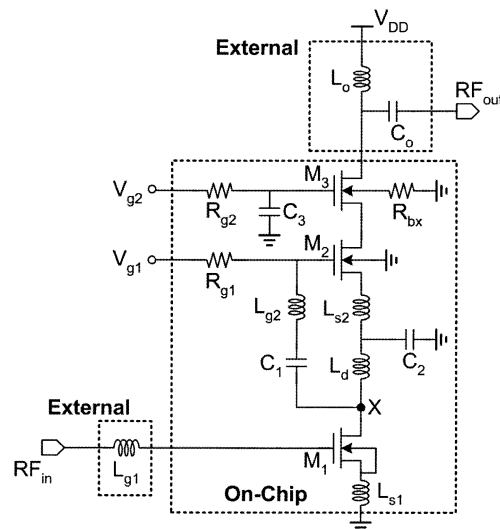 V_DD
External
L_o
RF_out
C_o
M_3
V_g2
R_g2
C_3
R_bx
M_2
V_g1
R_g1
L_g2
L_s2
C_1
L_d
C_2
External
X
RF_in
L_g1
M_1
On-Chip
L_s1